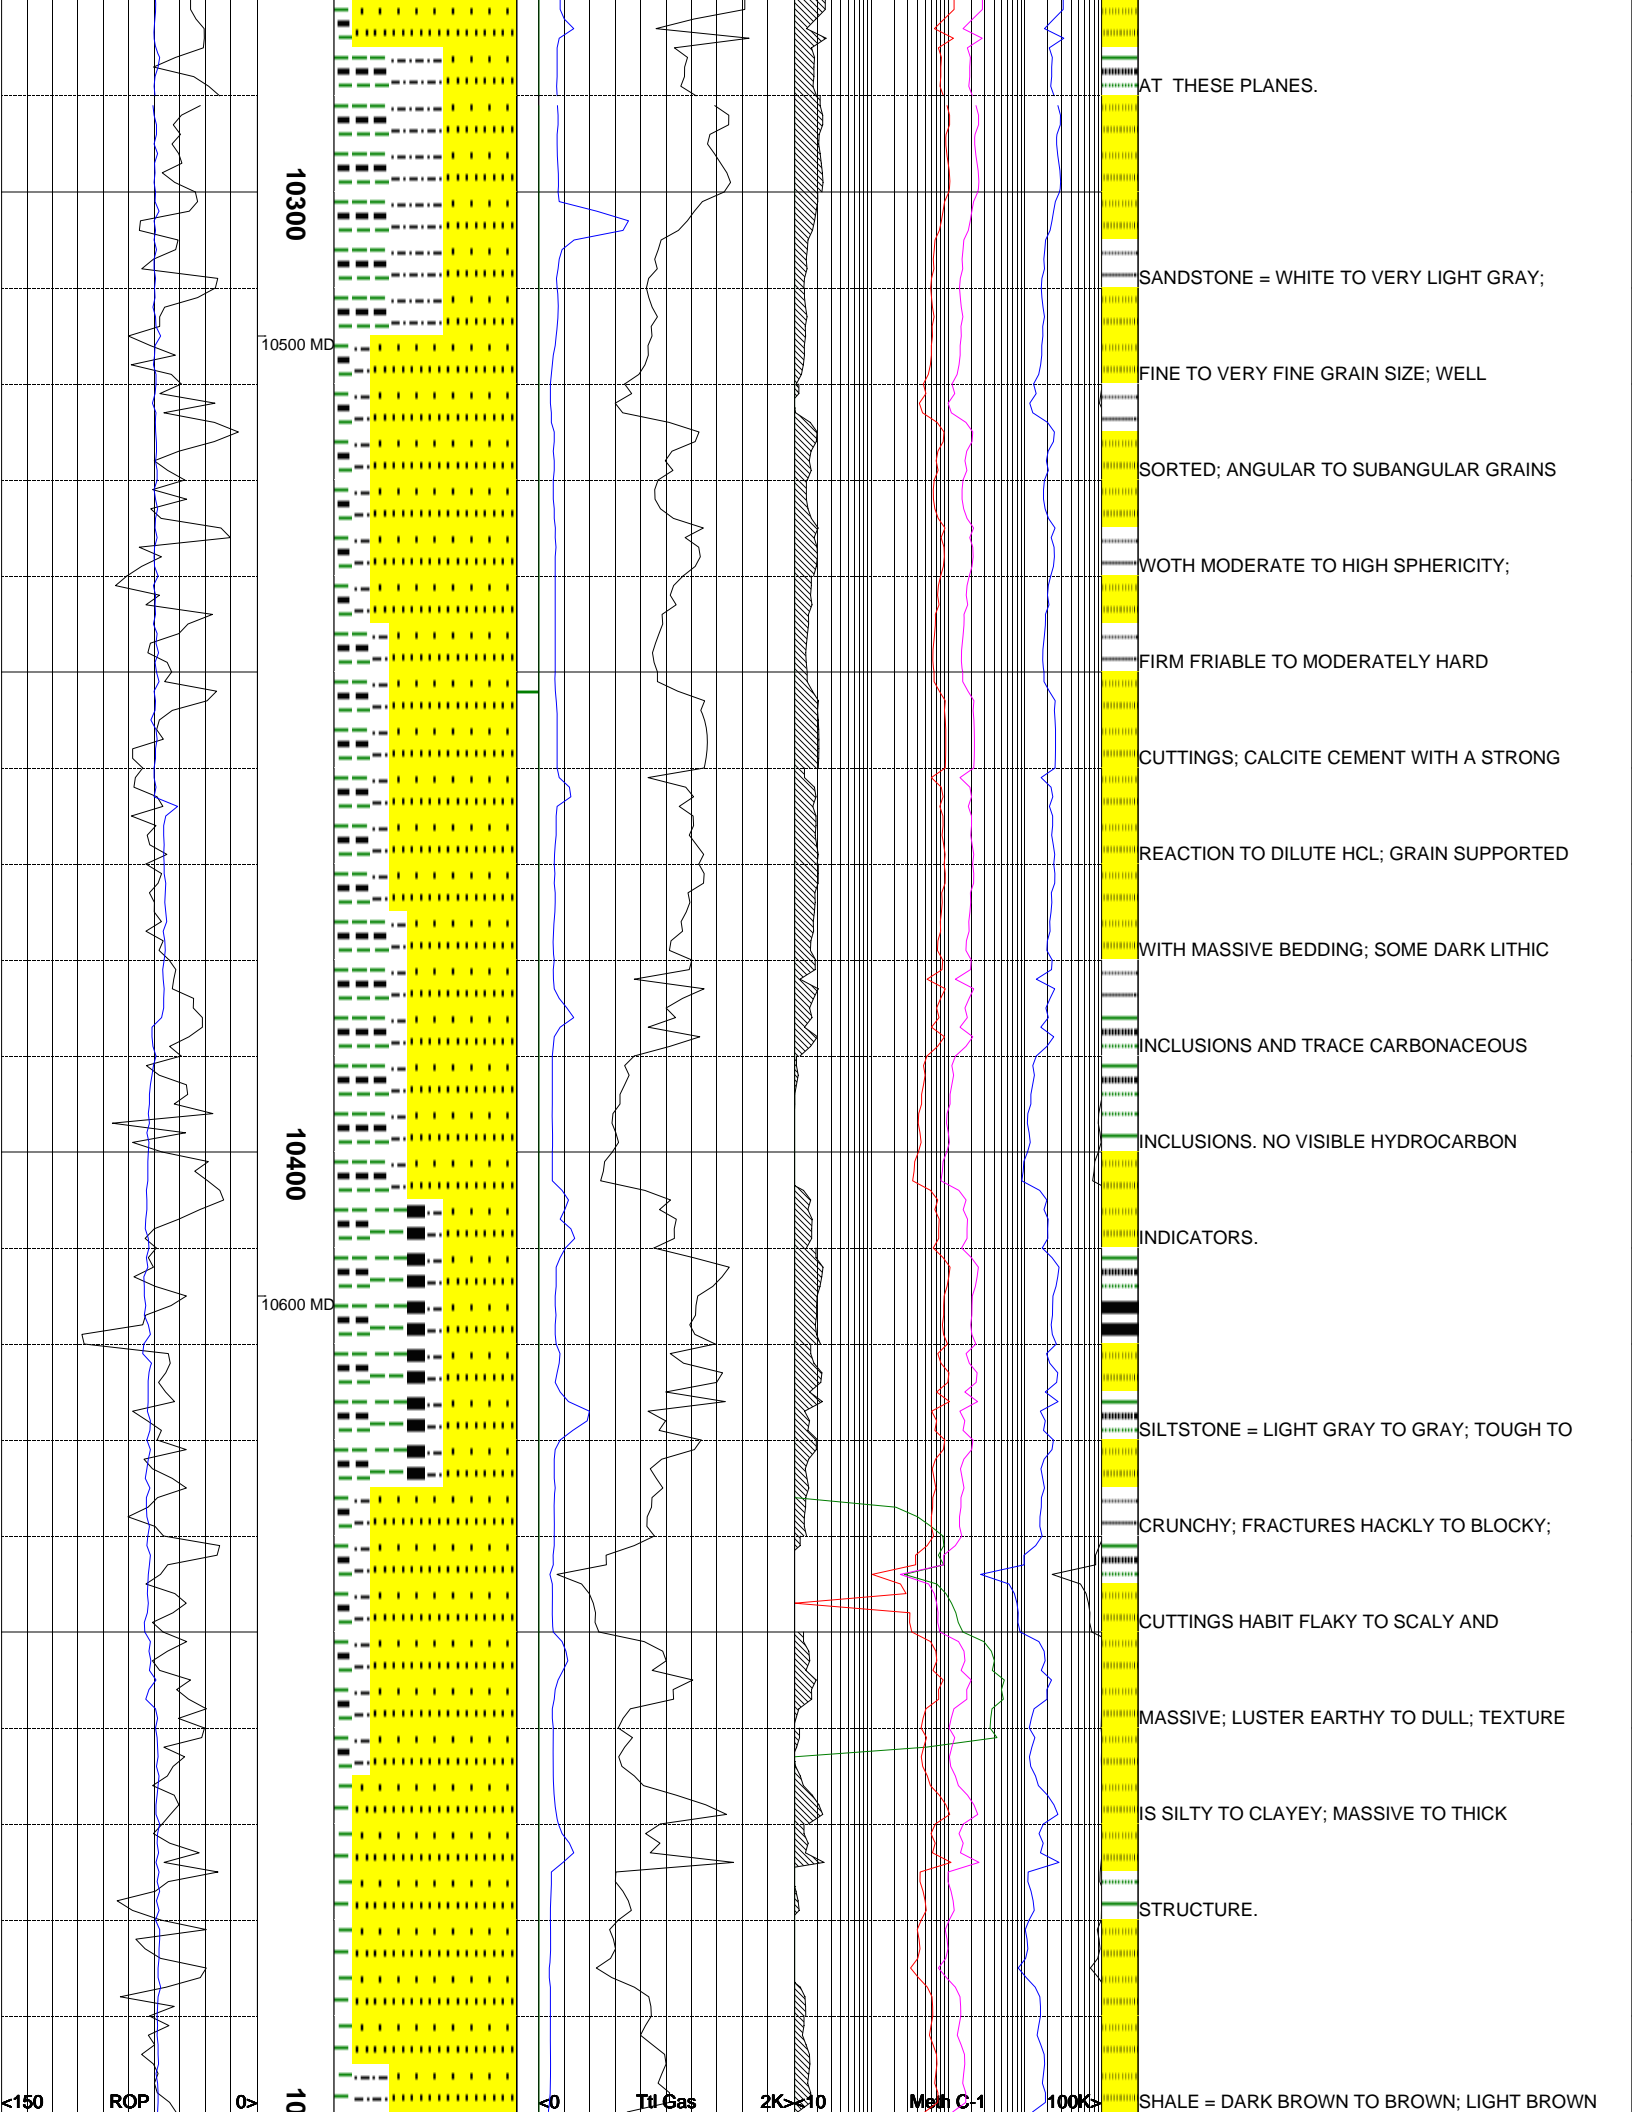 AT THESE PLANES.
10300
SANDSTONE = WHITE TO VERY LIGHT GRAY;
10500 MD
FINE TO VERY FINE GRAIN SIZE; WELL
SORTED; ANGULAR TO SUBANGULAR GRAINS
WOTH MODERATE TO HIGH SPHERICITY;
FIRM FRIABLE TO MODERATELY HARD
CUTTINGS; CALCITE CEMENT WITH A STRONG
REACTION TO DILUTE HCL; GRAIN SUPPORTED
WITH MASSIVE BEDDING; SOME DARK LITHIC
INCLUSIONS AND TRACE CARBONACEOUS
10400
INCLUSIONS. NO VISIBLE HYDROCARBON
INDICATORS.
10600 MD
SILTSTONE = LIGHT GRAY TO GRAY; TOUGH TO
CRUNCHY; FRACTURES HACKLY TO BLOCKY;
CUTTINGS HABIT FLAKY TO SCALY AND
MASSIVE; LUSTER EARTHY TO DULL; TEXTURE
IS SILTY TO CLAYEY; MASSIVE TO THICK
STRUCTURE.
10
<150 ROP 0> <0 Ttl Gas 2K> <10 Meth C-1 100K>
SHALE = DARK BROWN TO BROWN; LIGHT BROWN